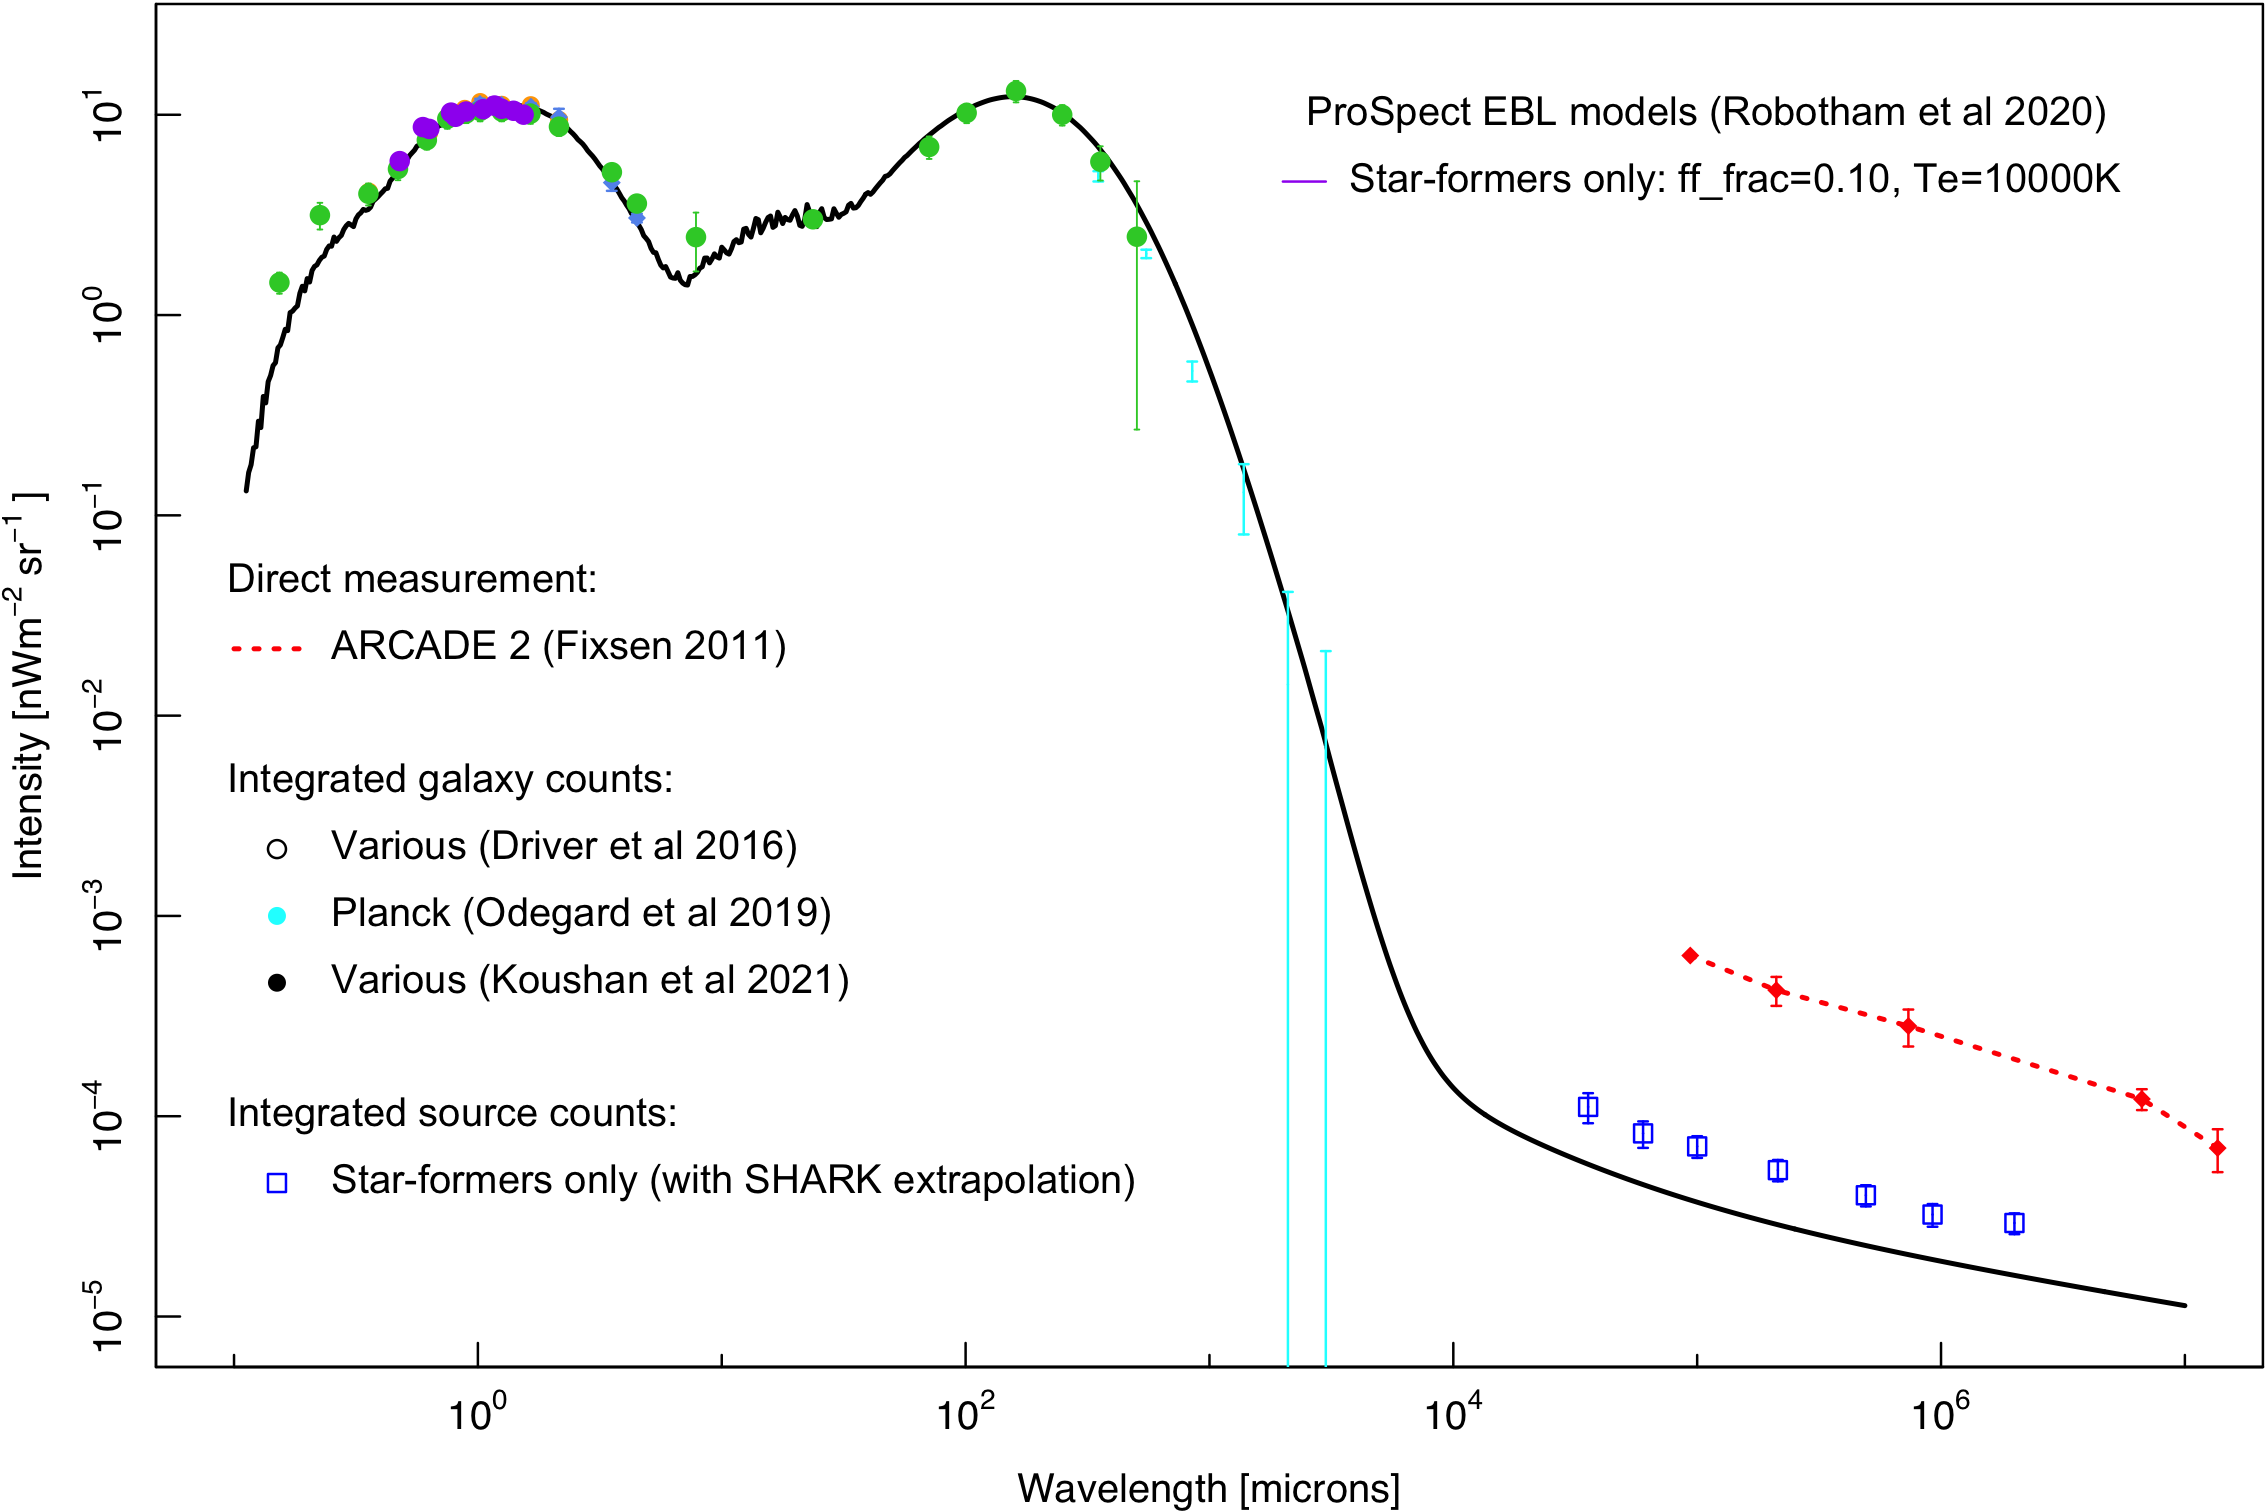 ProSpect EBL models (Robotham et al 2020)
Star-formers only: ff_frac=0.10, Te=10000K
Direct measurement:
ARCADE 2 (Fixsen 2011)
Integrated galaxy counts:
Various (Driver et al 2016)
Planck (Odegard et al 2019)
Various (Koushan et al 2021)
Integrated source counts:
Star-formers only (with SHARK extrapolation)
Intensity [nWm⁻² sr⁻¹ ]
10¹
10⁰
10⁻¹
10⁻²
10⁻³
10⁻⁴
10⁻⁵
10⁰ 10² 10⁴ 10⁶
Wavelength [microns]